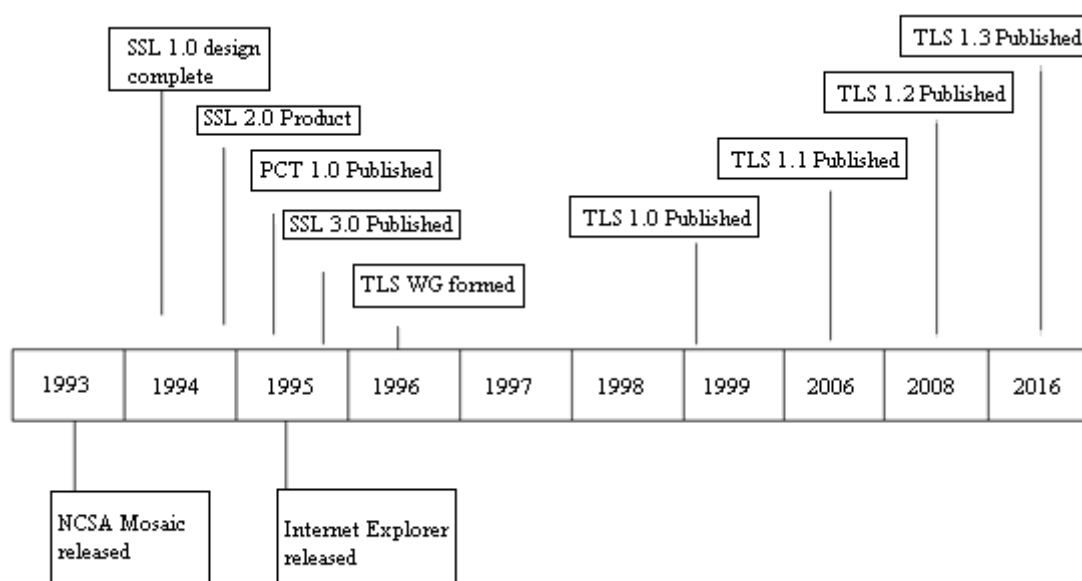 SSL 1.0 design
complete
SSL 2.0 Product
PCT 1.0 Published
SSL 3.0 Published
TLS WG formed
TLS 1.0 Published
TLS 1.1 Published
TLS 1.2 Published
TLS 1.3 Published
1993 1994 1995 1996 1997 1998 1999 2006 2008 2016
NCSA Mosaic
released
Internet Explorer
released